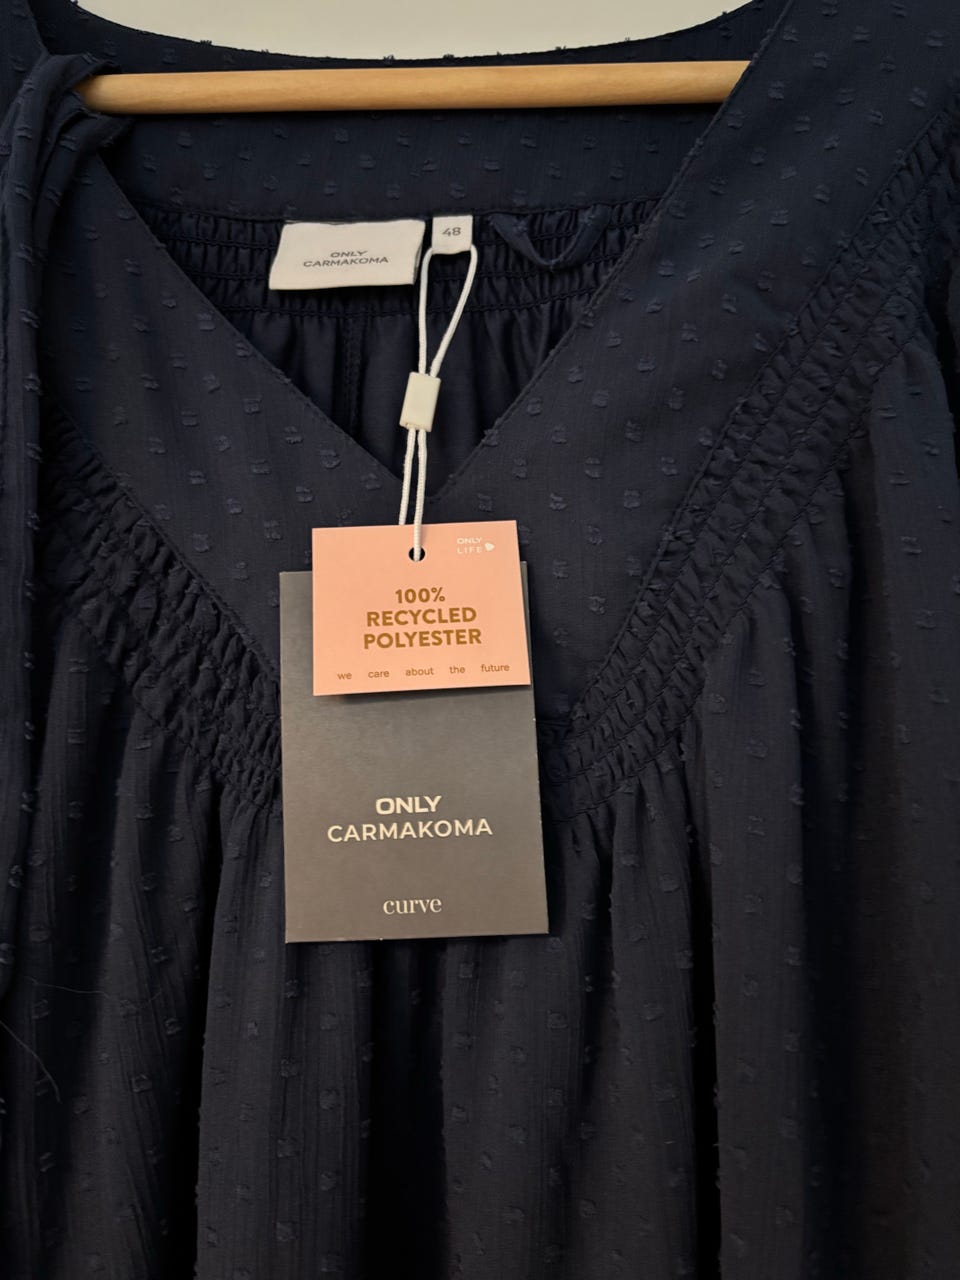 ONLY
CARMAKOMA
48
ONLY
LIFE
100%
RECYCLED
POLYESTER
we care about the future
ONLY
CARMAKOMA
curve